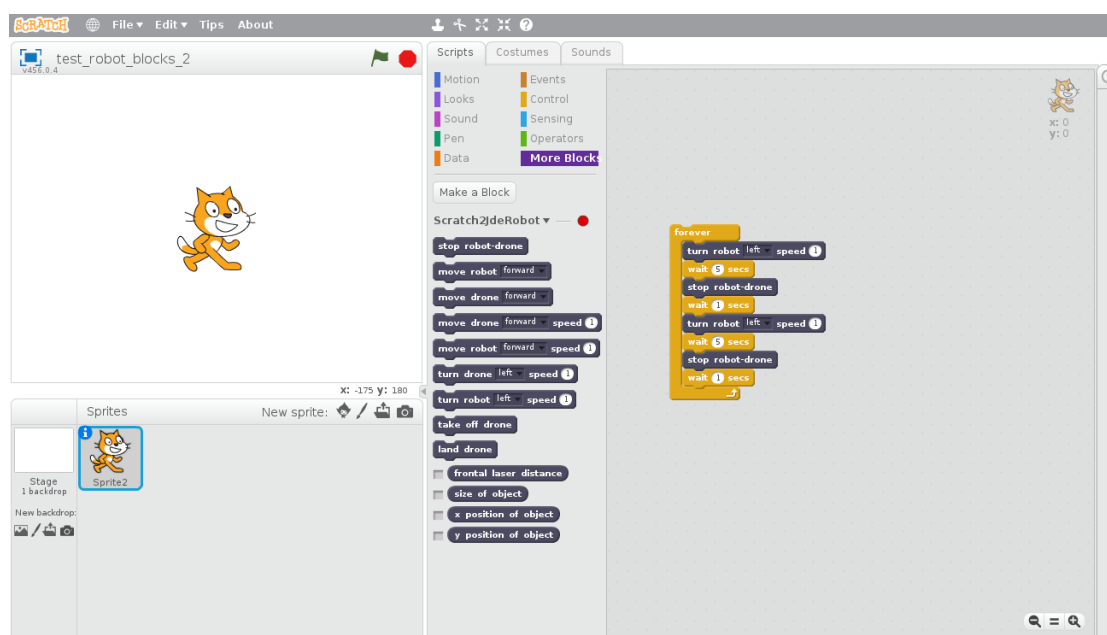 SCRATCH File Edit Tips About
test_robot_blocks_2
v456.0.4
X: -175 y: 180
Sprites New sprite:
Stage
1 backdrop
New backdrop:
Sprite2
Scripts Costumes Sounds
Motion Events
Looks Control
Sound Sensing
Pen Operators
Data More Blocks
Make a Block
Scratch2JdeRobot
stop robot-drone
move robot forward
move drone forward
move drone forward speed 1
move robot forward speed 1
turn drone left speed 1
turn robot left speed 1
take off drone
land drone
frontal laser distance
size of object
x position of object
y position of object
forever
turn robot left speed 1
wait 5 secs
stop robot-drone
wait 1 secs
turn robot left speed 1
wait 5 secs
stop robot-drone
wait 1 secs
x: 0
y: 0